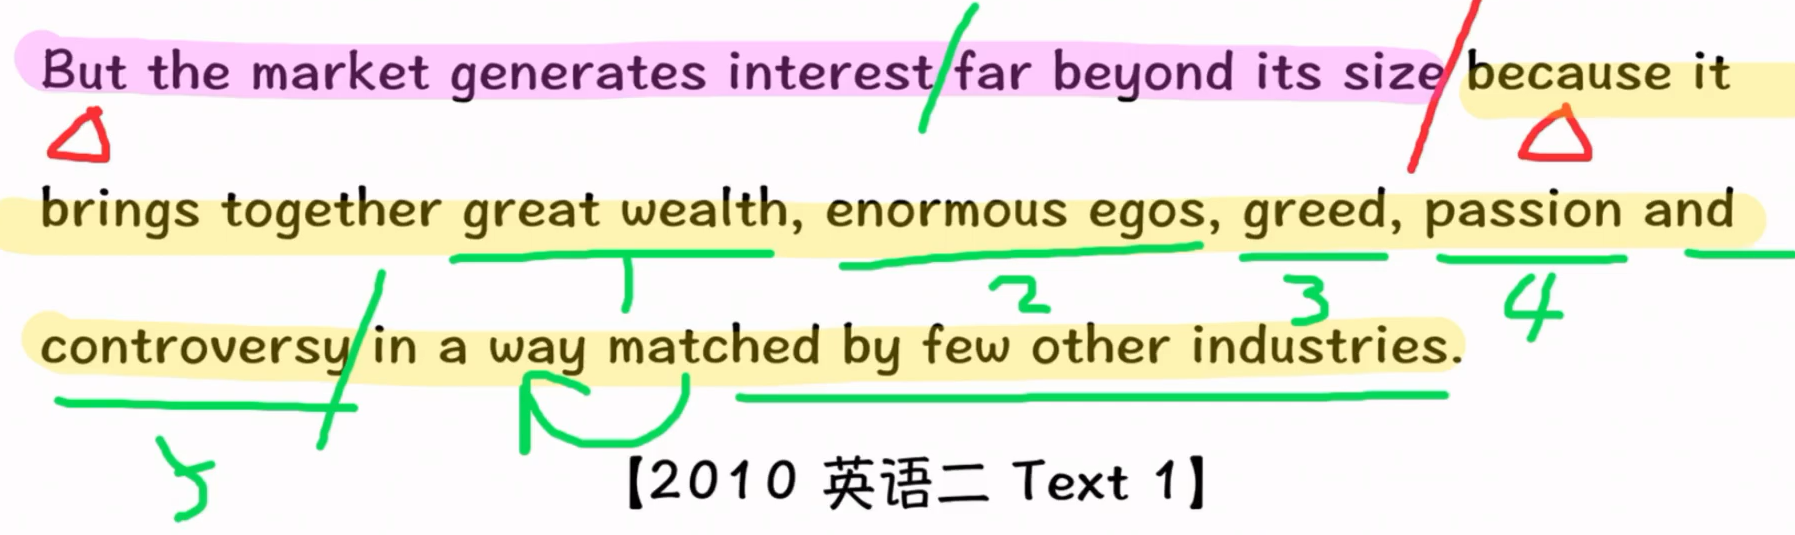 But the market generates interest far beyond its size because it
brings together great wealth, enormous egos, greed, passion and
1 2 3 4
controversy in a way matched by few other industries.
5
【2010 英语二 Text 1】